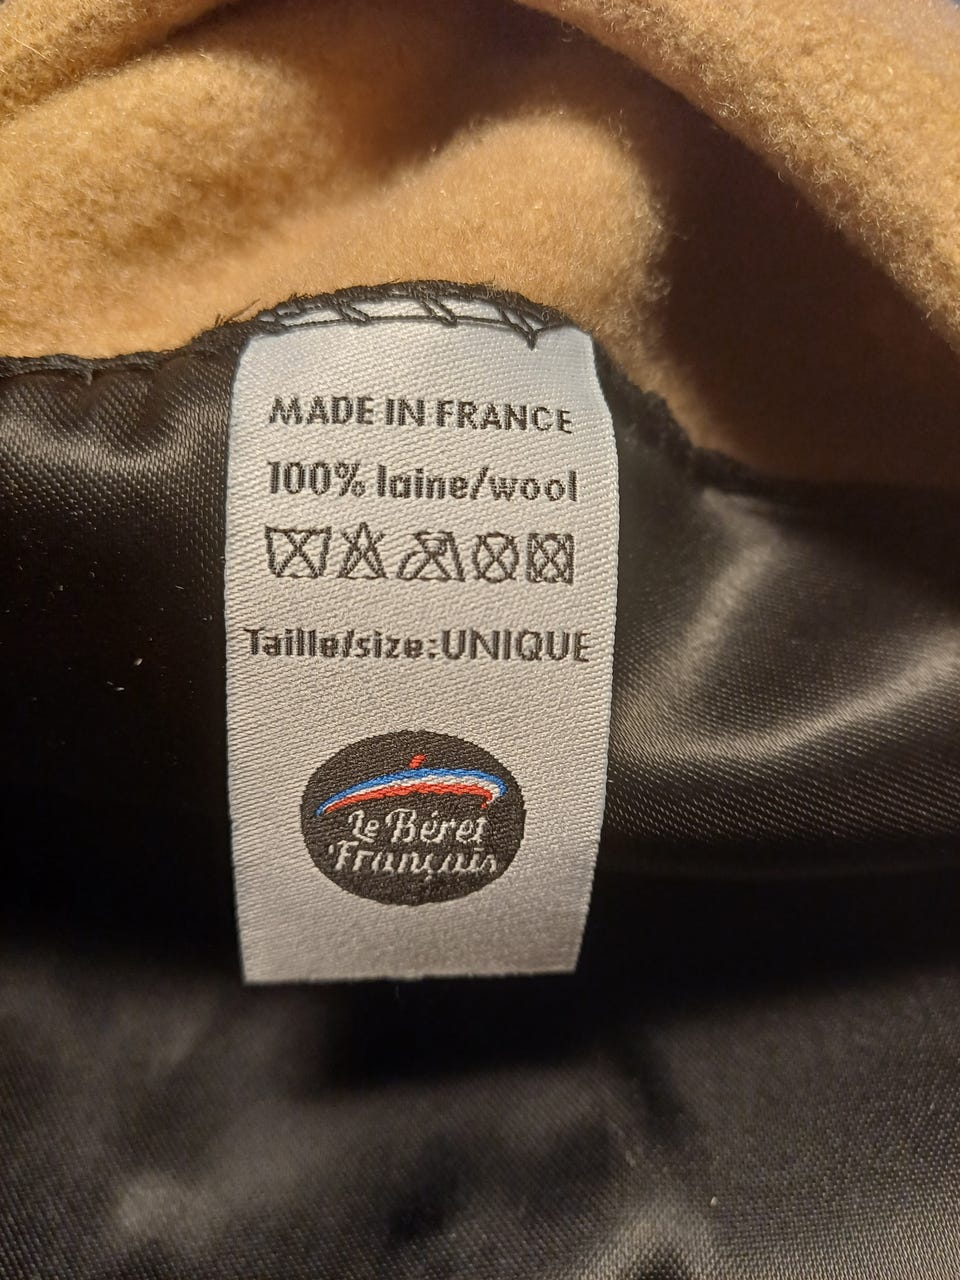 MADE IN FRANCE
100% laine/wool
Taille/size:UNIQUE
Le Béret
Français